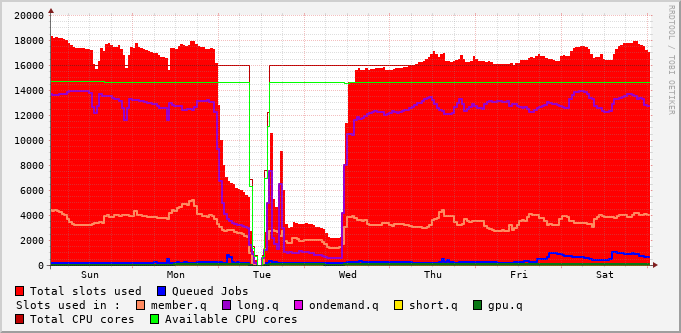 20000
18000
16000
14000
12000
10000
8000
6000
4000
2000
0
Sun Mon Tue Wed Thu Fri Sat
RRDTOOL / TOBI OETIKER
Total slots used Queued Jobs
Slots used in : member.q long.q ondemand.q short.q gpu.q
Total CPU cores Available CPU cores